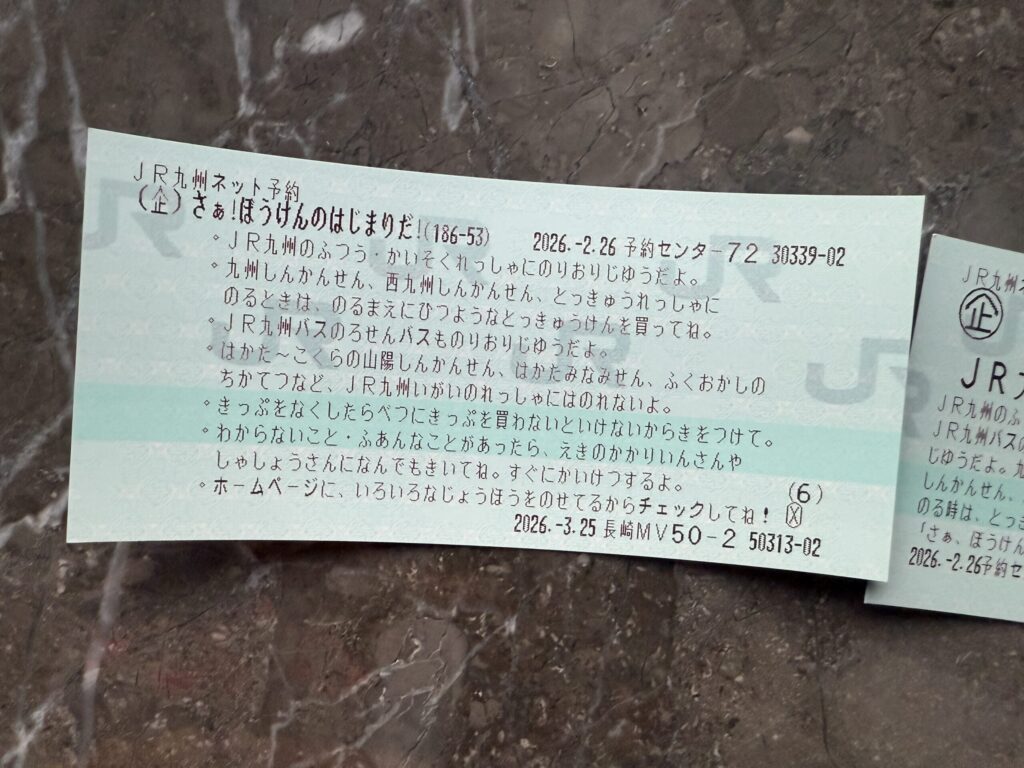 JR九州ネット予約
(企)さぁ!ぼうけんのはじまりだ!(186-53) 2026.-2.26 予約センター72 30339-02
。JR九州のふつう・かいそくれっしゃにのりおりじゆうだよ。
。九州しんかんせん、西九州しんかんせん、とっきゅうれっしゃに
のるときは、のるまえにひつようなとっきゅうけんを買ってね。
。JR九州バスのろせんバスものりおりじゆうだよ。
。はかた～こくらの山陽しんかんせん、はかたみなみせん、ふくおかしの
ちかてつなど、JR九州いがいのれっしゃにはのれないよ。
。きっぷをなくしたらべつにきっぷを買わないといけないからきをつけて。
。わからないこと・ふあんなことがあったら、えきのかかりいんさんや
しゃしょうさんになんでもきいてね。すぐにかいけつするよ。 (6)
。ホームページに、いろいろなじょうほうをのせてるからチェックしてね! X
2026.-3.25 長崎MV50-2 50313-02
JR九州ネ
企
JR九
JR九州のふ
JR九州バスの
じゆうだよ。九
しんかんせん、
のる時は、とっき
「さぁ、ぼうけん
2026.-2.26予約セ